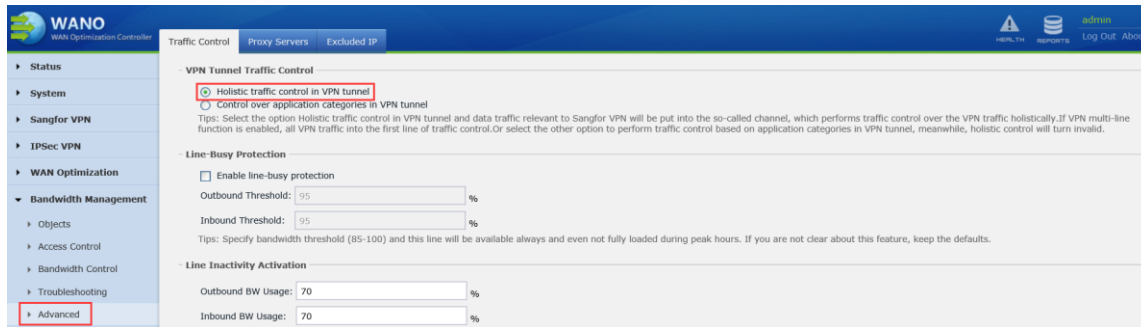 WANO
WAN Optimization Controller
Traffic Control
Proxy Servers
Excluded IP
HEALTH
REPORTS
admin
Log Out Abou
Status
System
Sangfor VPN
IPSec VPN
WAN Optimization
Bandwidth Management
Objects
Access Control
Bandwidth Control
Troubleshooting
Advanced
VPN Tunnel Traffic Control
Holistic traffic control in VPN tunnel
Control over application categories in VPN tunnel
Tips: Select the option Holistic traffic control in VPN tunnel and data traffic relevant to Sangfor VPN will be put into the so-called channel, which performs traffic control over the VPN traffic holistically.If VPN multi-line
function is enabled, all VPN traffic into the first line of traffic control.Or select the other option to perform traffic control based on application categories in VPN tunnel, meanwhile, holistic control will turn invalid.
Line-Busy Protection
Enable line-busy protection
Outbound Threshold: 95 %
Inbound Threshold: 95 %
Tips: Specify bandwidth threshold (85-100) and this line will be available always and even not fully loaded during peak hours. If you are not clear about this feature, keep the defaults.
Line Inactivity Activation
Outbound BW Usage: 70 %
Inbound BW Usage: 70 %